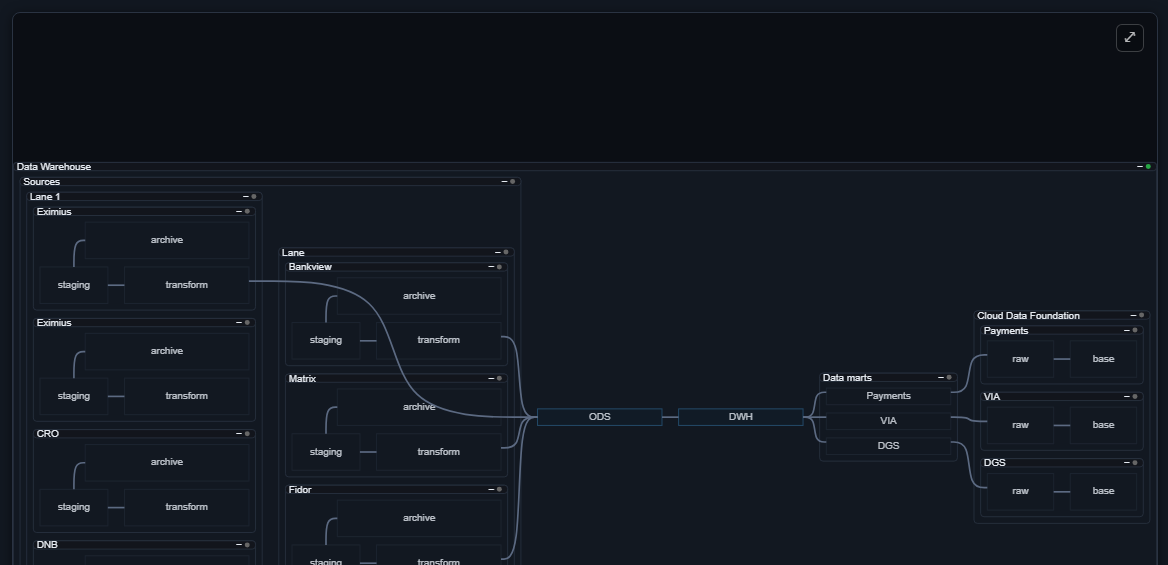 Data Warehouse
Sources
Lane 1
Eximius
archive
staging
transform
Eximius
archive
staging
transform
CRO
archive
staging
transform
DNB
Lane
Bankview
archive
staging
transform
Matrix
archive
staging
transform
Fidor
archive
staging
transform
ODS
DWH
Data marts
Payments
VIA
DGS
Cloud Data Foundation
Payments
raw
base
VIA
raw
base
DGS
raw
base